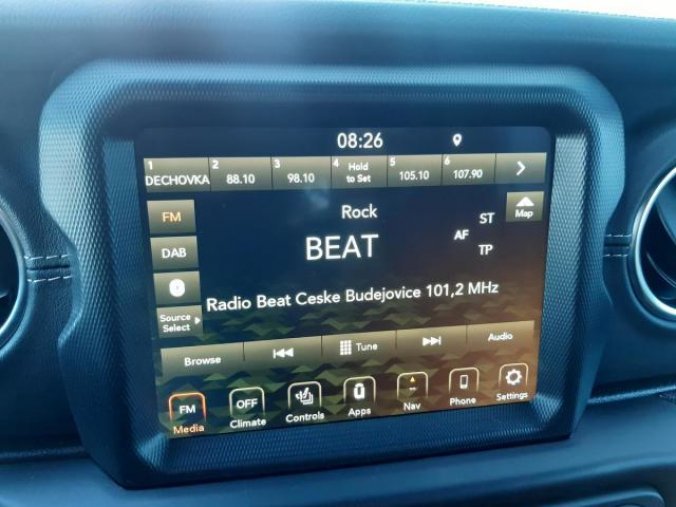 08:26
1 2 3 4 5 6
DECHOVKA 88.10 98.10 Hold to Set 105.10 107.90
FM
Rock
ST
Map
DAB
BEAT
AF
TP
Source Select
Radio Beat Ceske Budejovice 101,2 MHz
Browse
Tune
Audio
FM OFF
Media Climate Controls Apps Nav Phone Settings